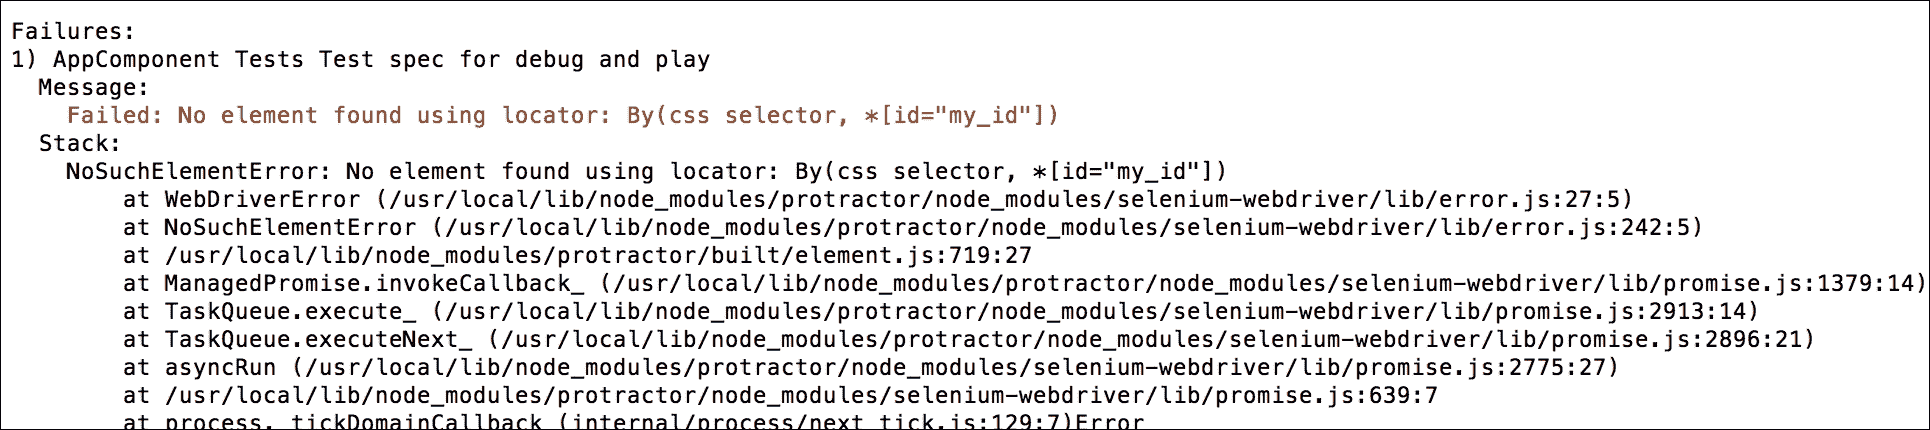 Failures:
1) AppComponent Tests Test spec for debug and play
Message:
Failed: No element found using locator: By(css selector, *[id="my_id"])
Stack:
NoSuchElementError: No element found using locator: By(css selector, *[id="my_id"])
at WebDriverError (/usr/local/lib/node_modules/protractor/node_modules/selenium-webdriver/lib/error.js:27:5)
at NoSuchElementError (/usr/local/lib/node_modules/protractor/node_modules/selenium-webdriver/lib/error.js:242:5)
at /usr/local/lib/node_modules/protractor/built/element.js:719:27
at ManagedPromise.invokeCallback_ (/usr/local/lib/node_modules/protractor/node_modules/selenium-webdriver/lib/promise.js:1379:14)
at TaskQueue.execute_ (/usr/local/lib/node_modules/protractor/node_modules/selenium-webdriver/lib/promise.js:2913:14)
at TaskQueue.executeNext_ (/usr/local/lib/node_modules/protractor/node_modules/selenium-webdriver/lib/promise.js:2896:21)
at asyncRun (/usr/local/lib/node_modules/protractor/node_modules/selenium-webdriver/lib/promise.js:2775:27)
at /usr/local/lib/node_modules/protractor/node_modules/selenium-webdriver/lib/promise.js:639:7
at process._tickDomainCallback (internal/process/next_tick.js:129:7)Error